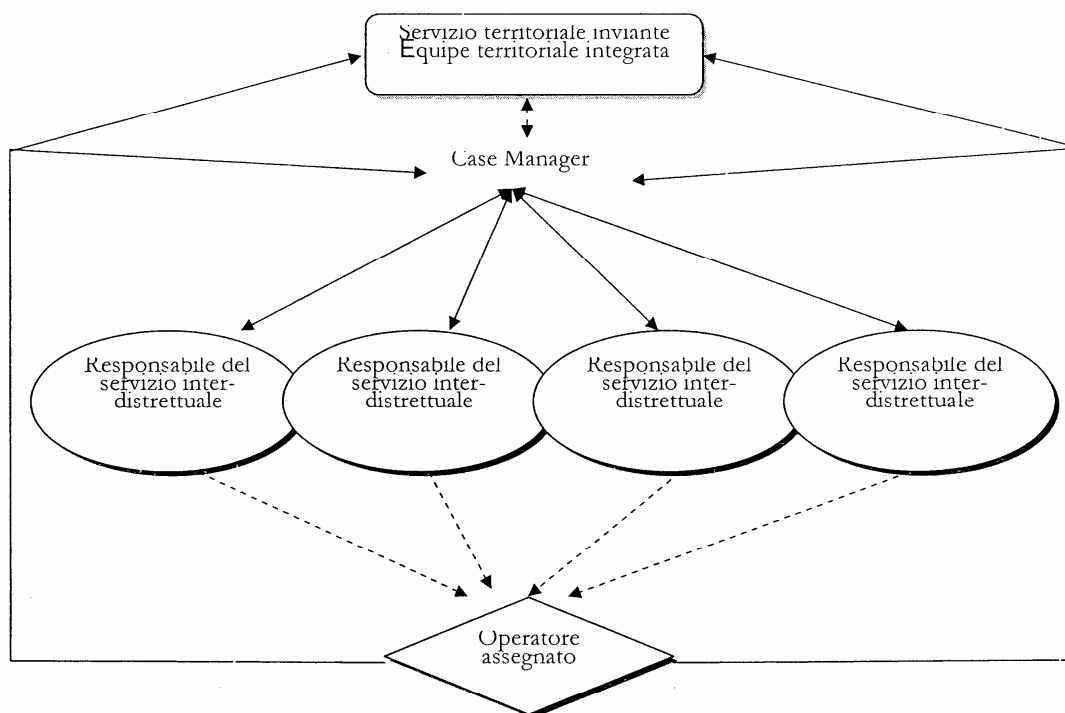 Servizio territoriale inviante
Equipe territoriale integrata
Case Manager
Responsabile del
servizio inter-
distrettuale
Responsabile del
servizio inter-
distrettuale
Responsabile del
servizio inter-
distrettuale
Responsabile del
servizio inter-
distrettuale
Operatore
assegnato